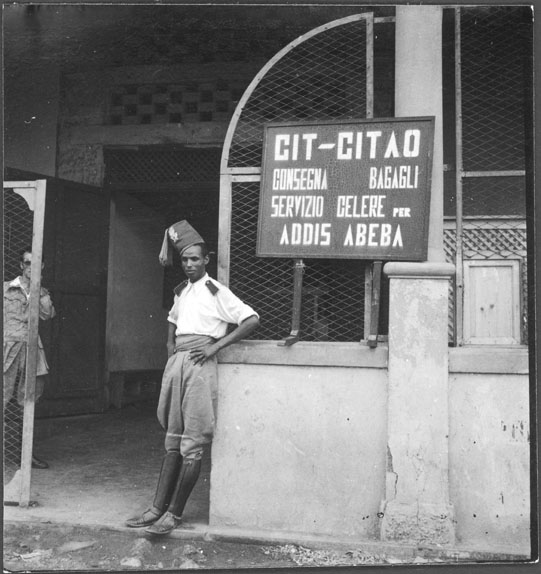 CIT-CITAO
CONSEGNA BAGAGLI
SERVIZIO CELERE PER
ADDIS ABEBA